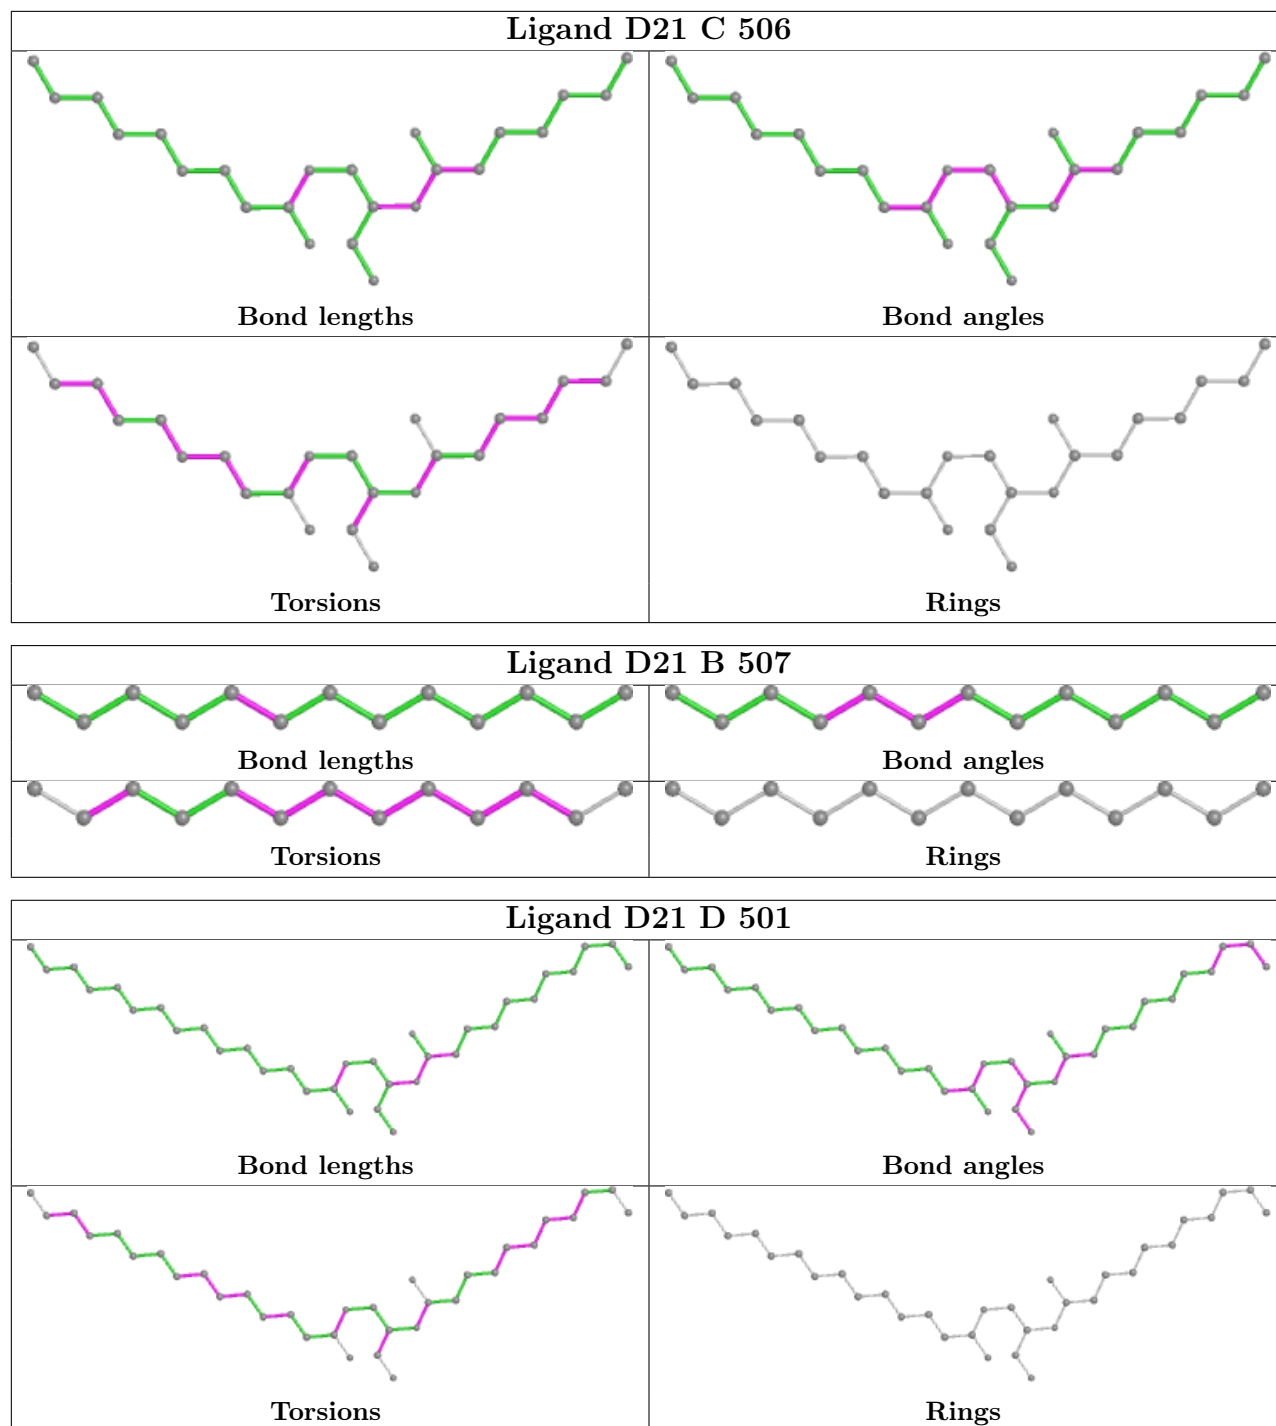 Ligand D21 C 506
Bond lengths
Bond angles
Torsions
Rings
Ligand D21 B 507
Bond lengths
Bond angles
Torsions
Rings
Ligand D21 D 501
Bond lengths
Bond angles
Torsions
Rings